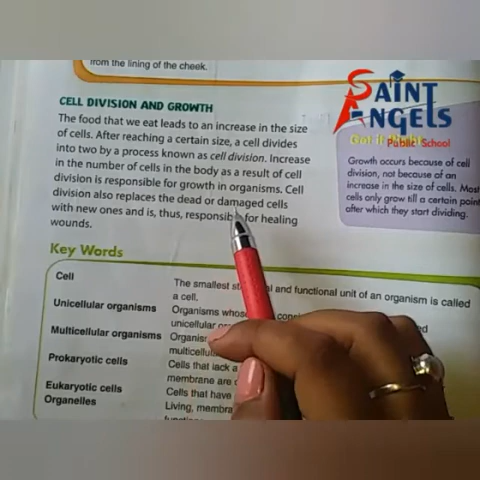 from the lining of the cheek.
SAINT
ANGELS
Public School
CELL DIVISION AND GROWTH
The food that we eat leads to an increase in the size
of cells. After reaching a certain size, a cell divides
into two by a process known as cell division. Increase
in the number of cells in the body as a result of cell
division is responsible for growth in organisms. Cell
division also replaces the dead or damaged cells
with new ones and is, thus, responsible for healing
wounds.
Got it Right
Growth occurs because of cell
division, not because of an
increase in the size of cells. Most
cells only grow till a certain point
after which they start dividing.
Key Words
Cell
The smallest and functional unit of an organism is called
a cell.
Unicellular organisms
Organisms whose
unicellular
Multicellular organisms
multicellular
Prokaryotic cells
Cells that lack a
membrane are
Eukaryotic cells
Cells that have
Organelles
Living,